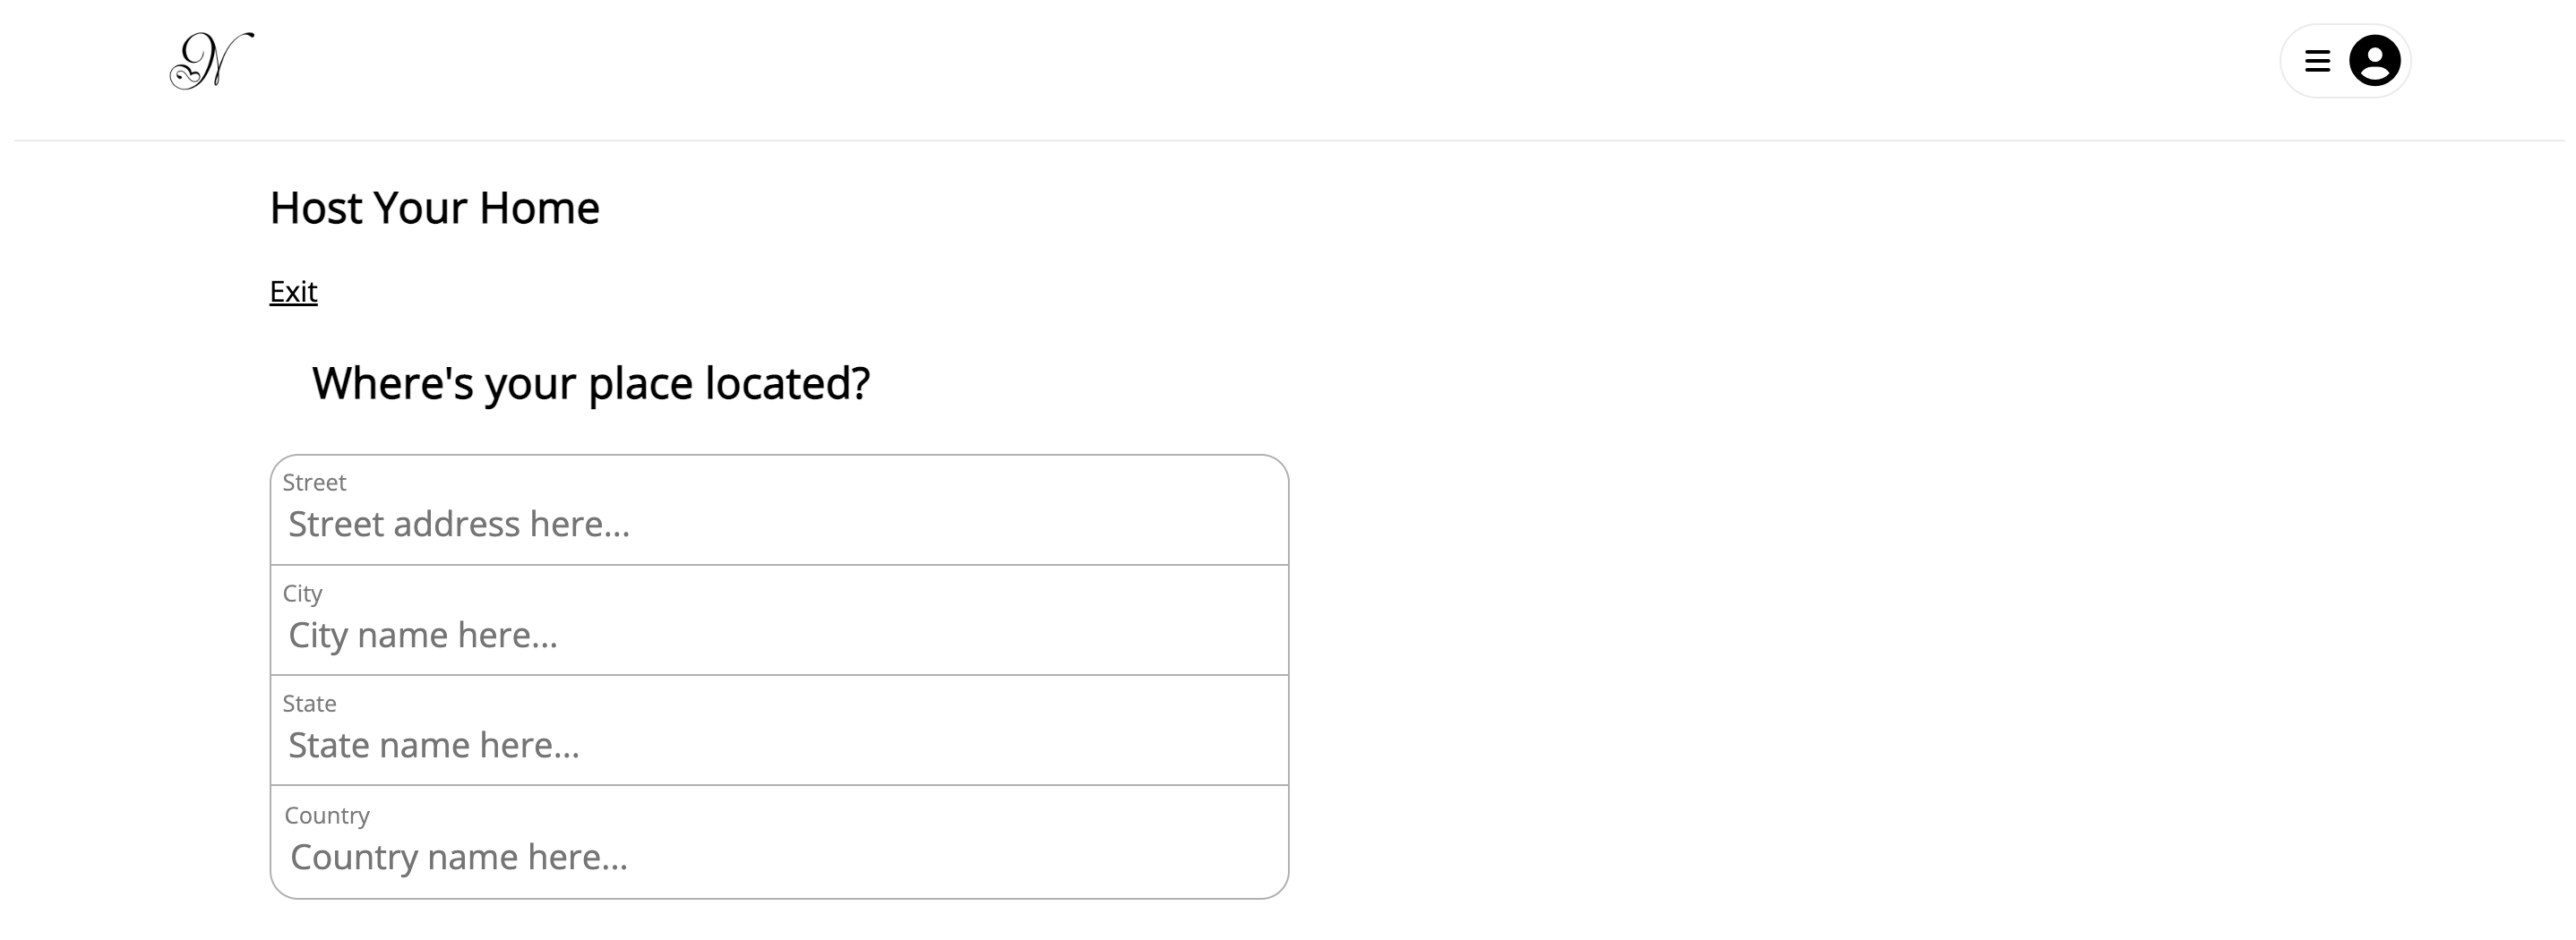 N
Host Your Home
Exit
Where's your place located?
Street
Street address here...
City
City name here...
State
State name here...
Country
Country name here...